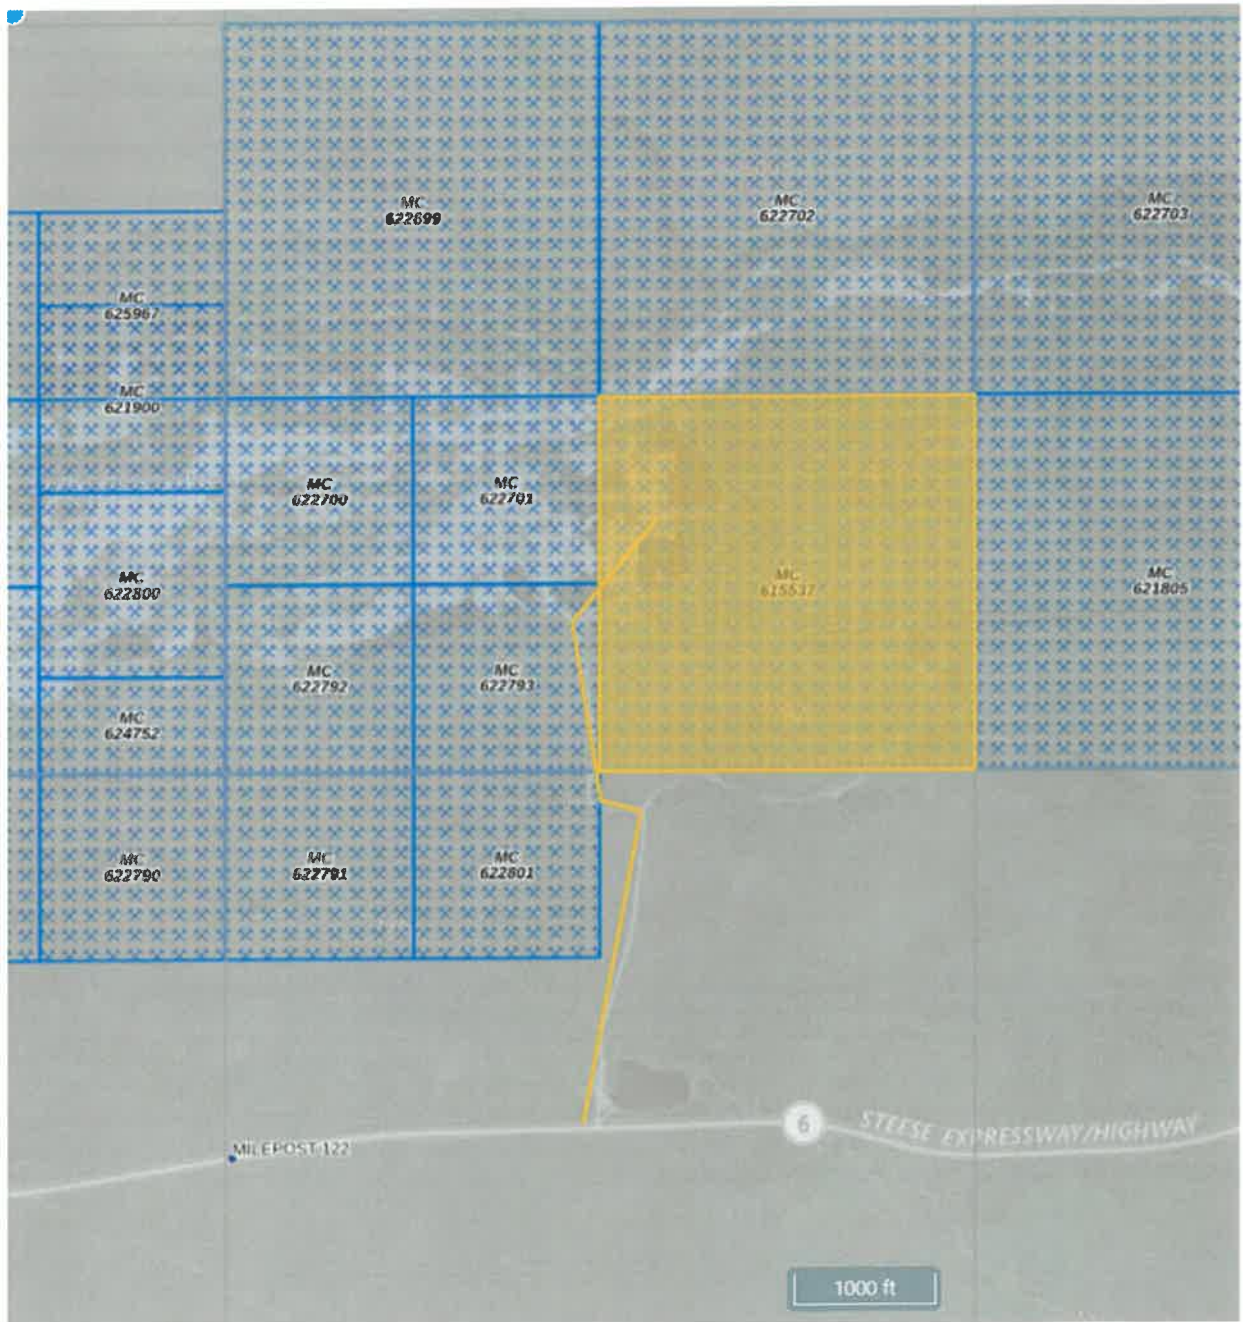 MC
622699
MC
622702
MC
622703
MC
625967
MC
621900
MC
622700
MC
622701
MC
622800
MC
615537
MC
621805
MC
622792
MC
622793
MC
624752
MC
622790
MC
622791
MC
622801
6
STEESE EXPRESSWAY/HIGHWAY
MILEPOST 122
1000 ft